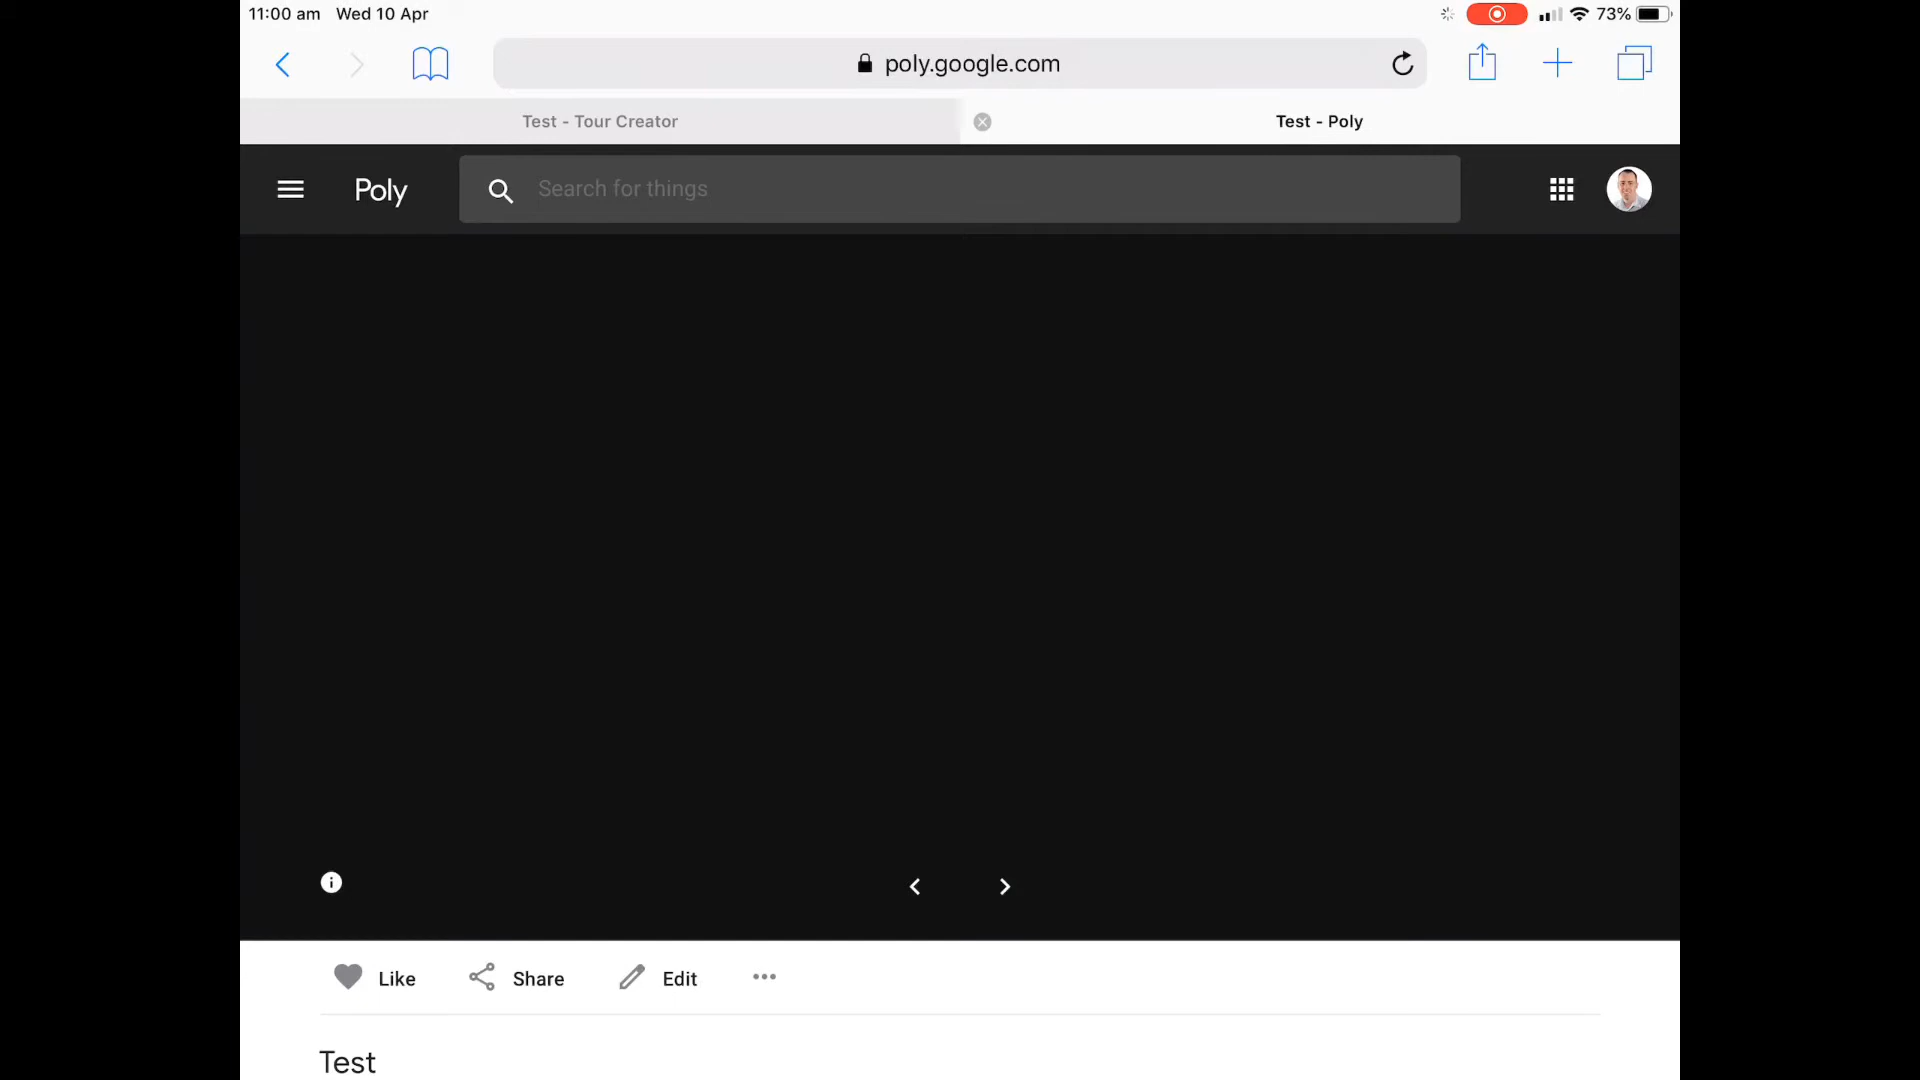 11:00 am Wed 10 Apr
73%
poly.google.com
Test - Tour Creator
Test - Poly
Poly
Search for things
Like
Share
Edit
Test